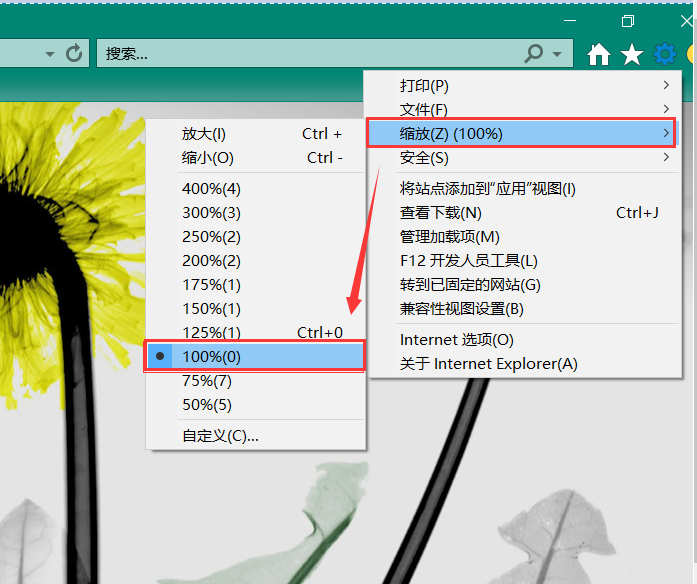 搜索...
打印(P)
文件(F)
缩放(Z) (100%)
安全(S)
将站点添加到“应用”视图(I)
查看下载(N) Ctrl+J
管理加载项(M)
F12 开发人员工具(L)
转到已固定的网站(G)
兼容性视图设置(B)
Internet 选项(O)
关于 Internet Explorer(A)
放大(I) Ctrl +
缩小(O) Ctrl -
400%(4)
300%(3)
250%(2)
200%(2)
175%(1)
150%(1)
125%(1) Ctrl+0
100%(0)
75%(7)
50%(5)
自定义(C)...